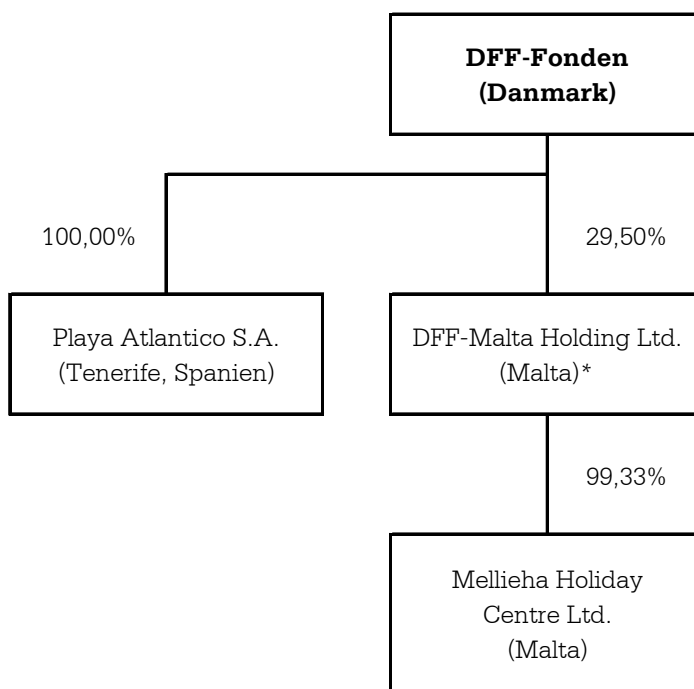 DFF-Fonden
(Danmark)
100,00%
29,50%
Playa Atlantico S.A.
(Tenerife, Spanien)
DFF-Malta Holding Ltd.
(Malta)*
99,33%
Mellieha Holiday
Centre Ltd.
(Malta)